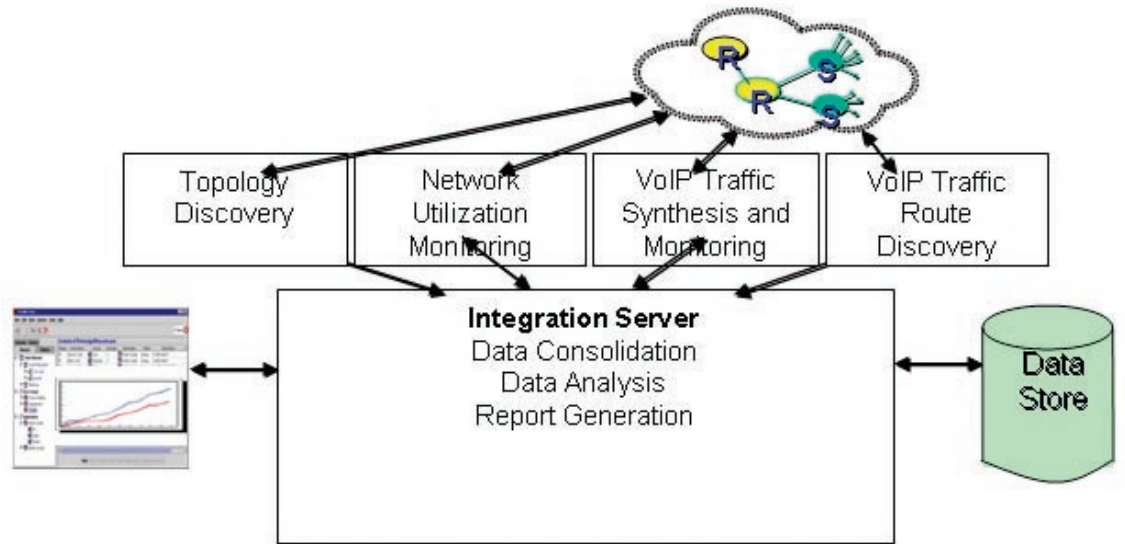 R
S
R
S
Topology
Discovery
Network
Utilization
Monitoring
VoIP Traffic
Synthesis and
Monitoring
VoIP Traffic
Route
Discovery
Integration Server
Data Consolidation
Data Analysis
Report Generation
Data
Store